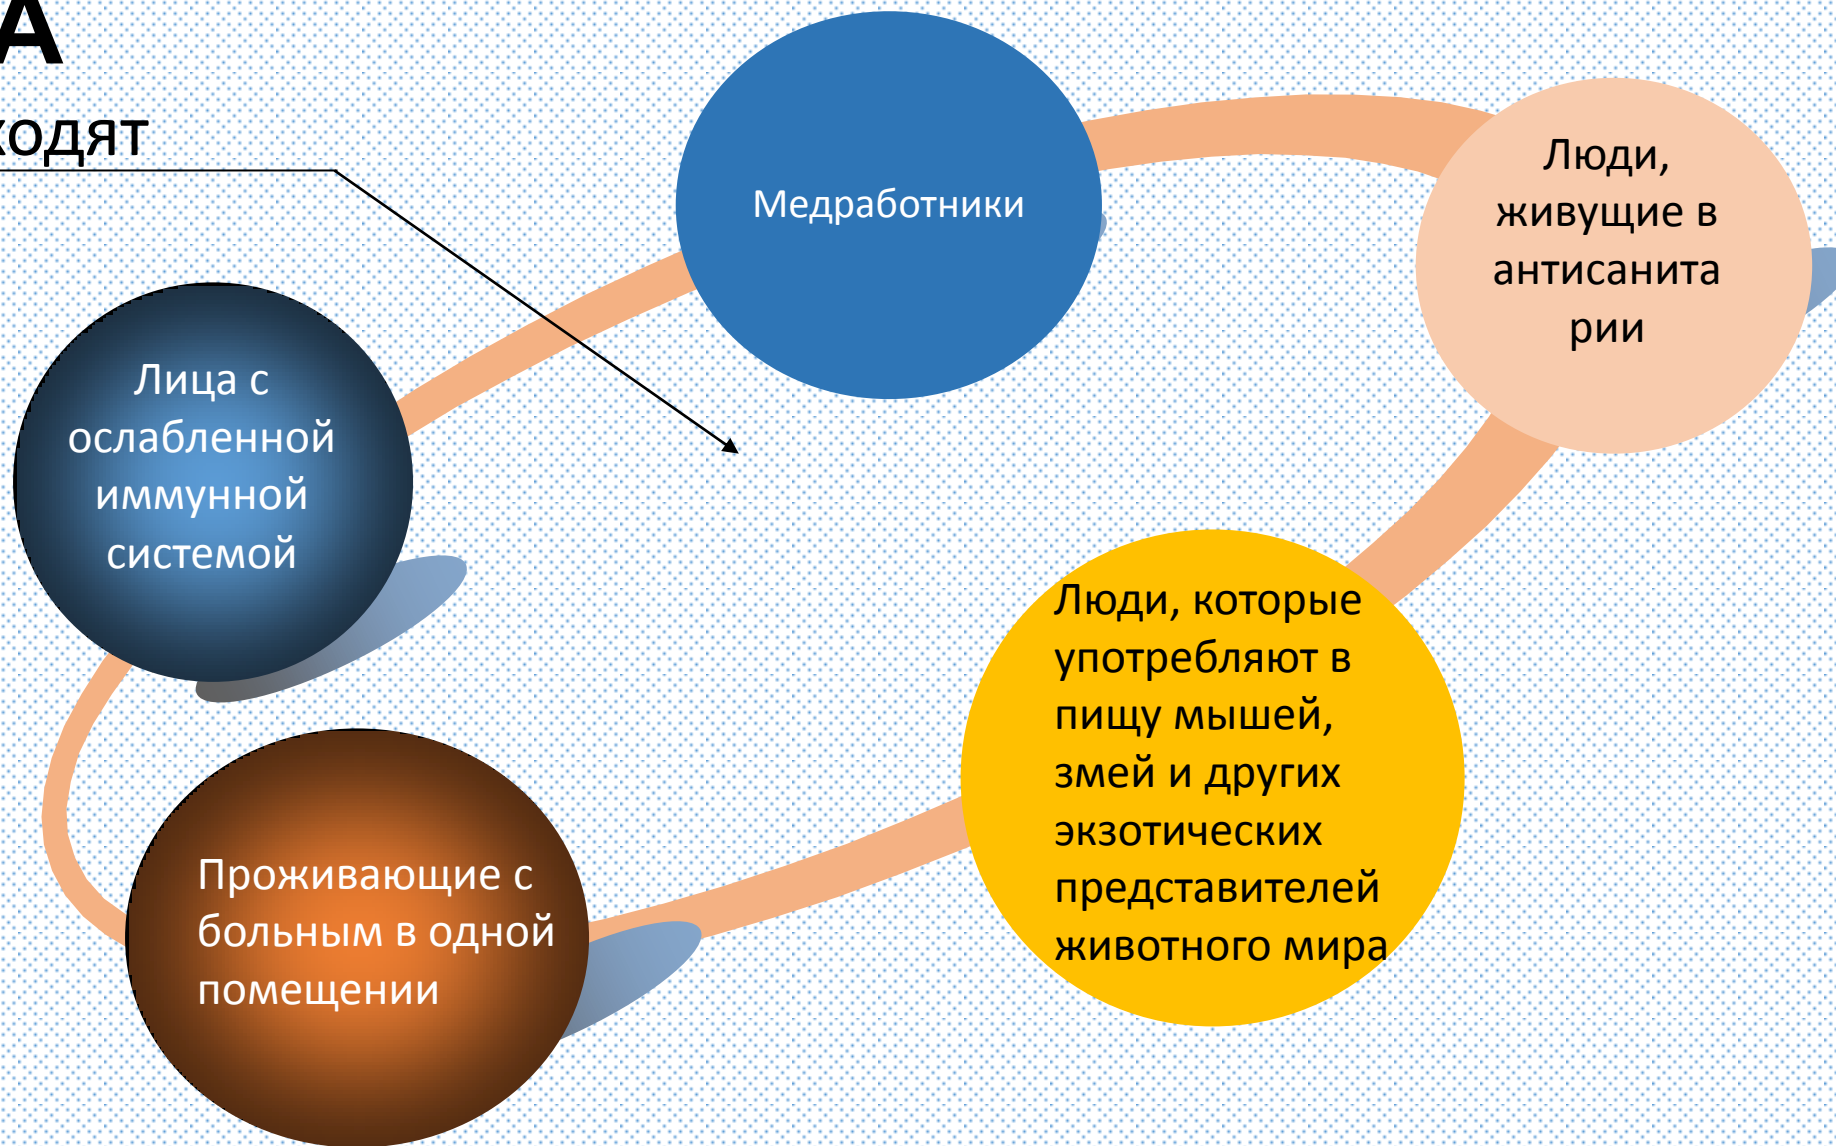 А
ходят
Медработники
Люди,
живущие в
антисанита
рии
Лица с
ослабленной
иммунной
системой
Люди, которые
употребляют в
пищу мышей,
змей и других
экзотических
представителей
животного мира
Проживающие с
больным в одной
помещении